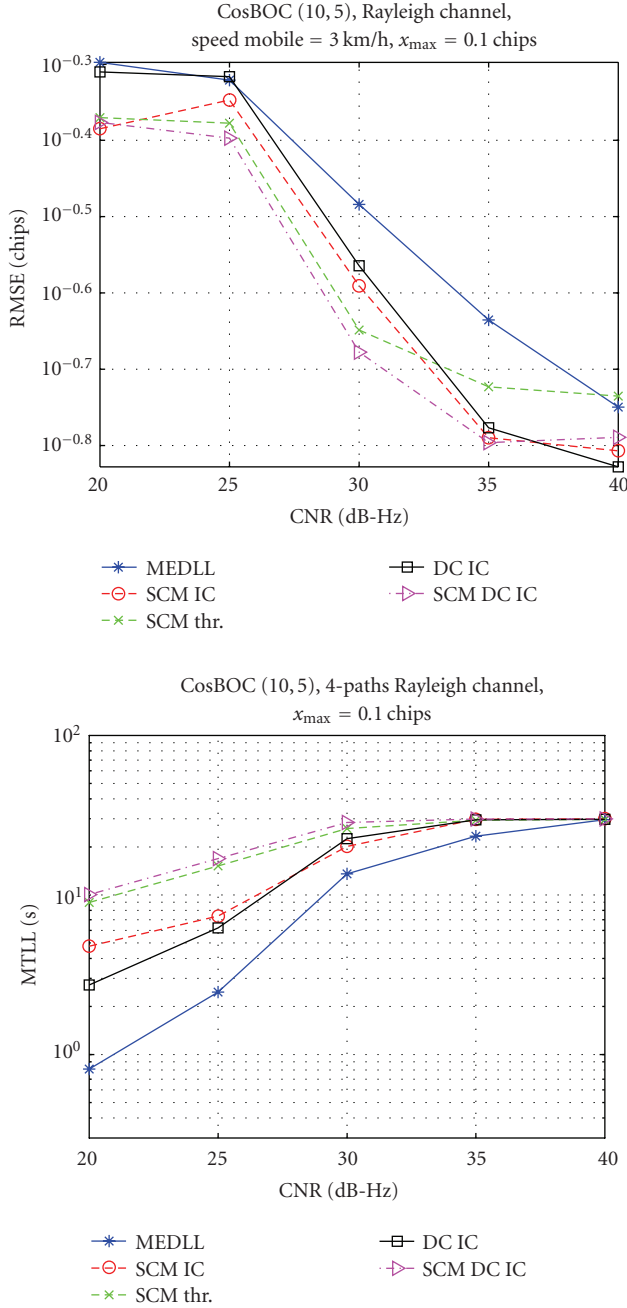 CosBOC (10, 5), Rayleigh channel,
speed mobile = 3 km/h, x_max = 0.1 chips
10^−0.3
10^−0.4
10^−0.5
10^−0.6
10^−0.7
10^−0.8
RMSE (chips)
20 25 30 35 40
CNR (dB-Hz)
MEDLL
SCM IC
SCM thr.
DC IC
SCM DC IC
CosBOC (10, 5), 4-paths Rayleigh channel,
x_max = 0.1 chips
10^2
10^1
10^0
MTLL (s)
20 25 30 35 40
CNR (dB-Hz)
MEDLL
SCM IC
SCM thr.
DC IC
SCM DC IC